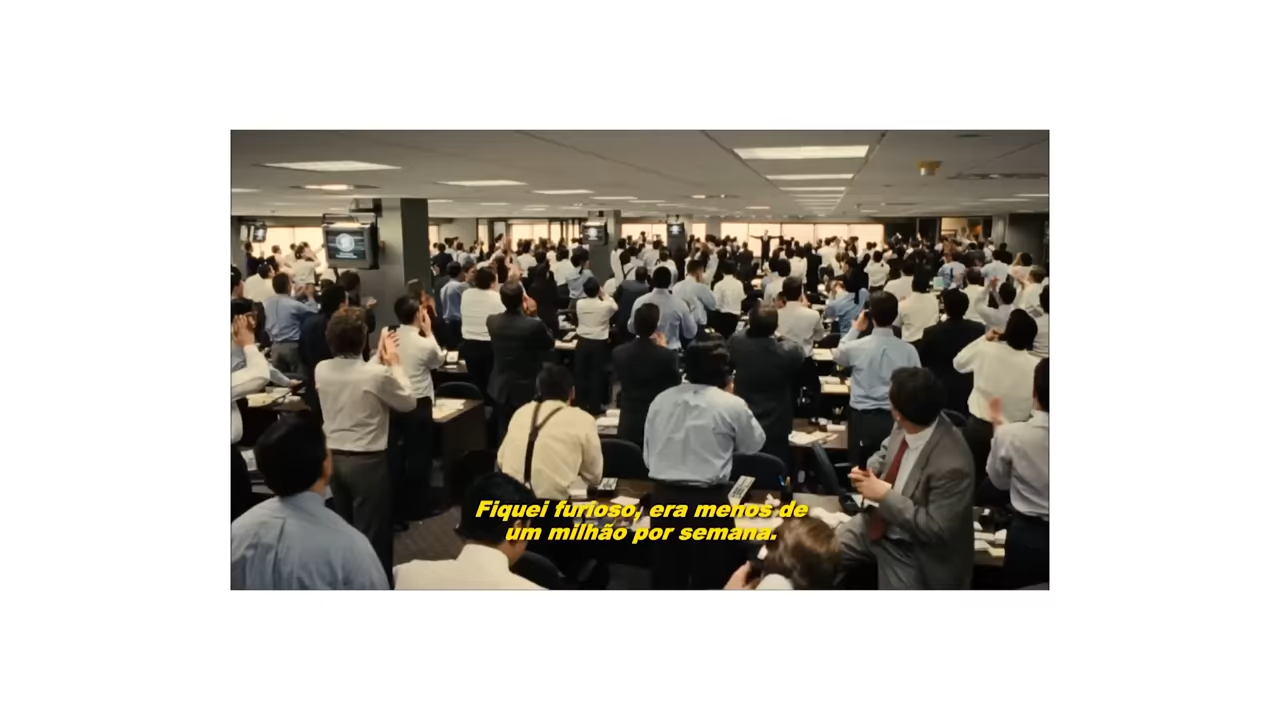 Fiquei furioso, era menos de
um milhão por semana.